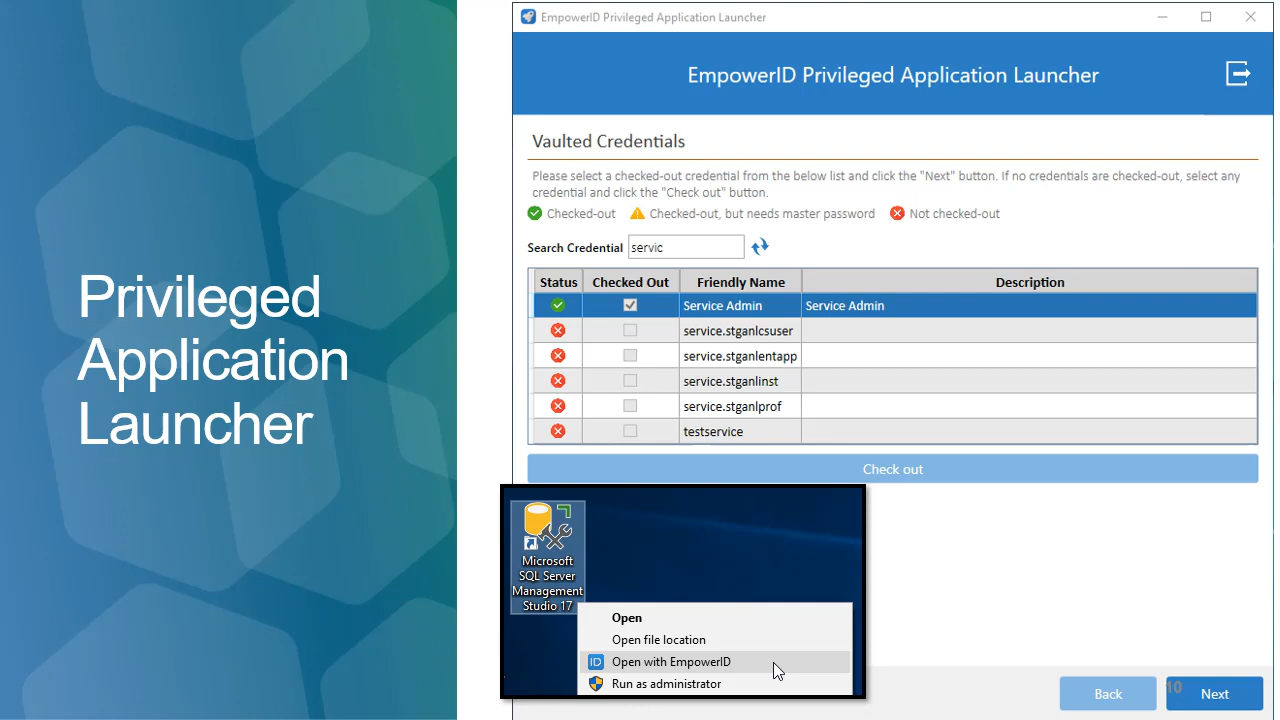 Privileged
Application
Launcher
EmpowerID Privileged Application Launcher
EmpowerID Privileged Application Launcher
Vaulted Credentials
Please select a checked-out credential from the below list and click the "Next" button. If no credentials are checked-out, select any
credential and click the "Check out" button.
Checked-out Checked-out, but needs master password Not checked-out
Search Credential servic
Status Checked Out Friendly Name Description
Service Admin Service Admin
service.stganlcsuser
service.stganlentapp
service.stganlinst
service.stganlprof
testservice
Check out
Microsoft
SQL Server
Management
Studio 17
Open
Open file location
ID Open with EmpowerID
Run as administrator
Back 10 Next